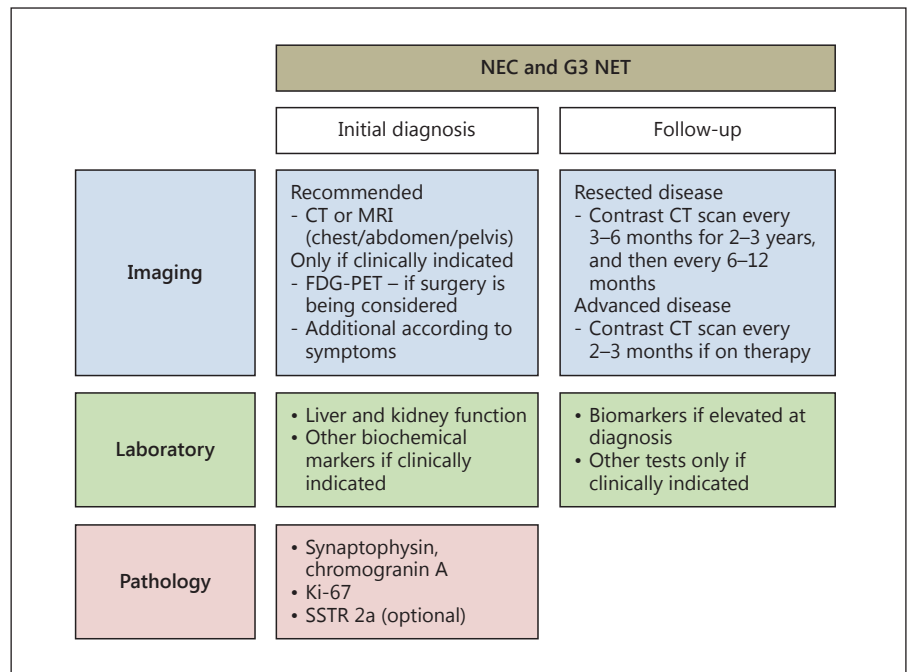 NEC and G3 NET
Initial diagnosis
Follow-up
Imaging
Recommended
- CT or MRI
(chest/abdomen/pelvis)
Only if clinically indicated
- FDG-PET – if surgery is
being considered
- Additional according to
symptoms
Resected disease
- Contrast CT scan every
3–6 months for 2–3 years,
and then every 6–12
months
Advanced disease
- Contrast CT scan every
2–3 months if on therapy
Laboratory
• Liver and kidney function
• Other biochemical
markers if clinically
indicated
• Biomarkers if elevated at
diagnosis
• Other tests only if
clinically indicated
Pathology
• Synaptophysin,
chromogranin A
• Ki-67
• SSTR 2a (optional)